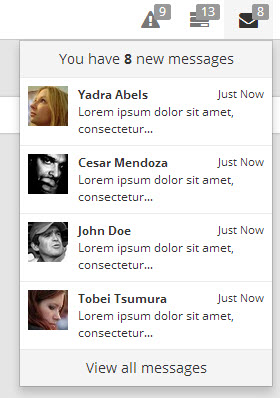 9 13 8
You have 8 new messages
Yadra Abels Just Now
Lorem ipsum dolor sit amet,
consectetur...
Cesar Mendoza Just Now
Lorem ipsum dolor sit amet,
consectetur...
John Doe Just Now
Lorem ipsum dolor sit amet,
consectetur...
Tobei Tsumura Just Now
Lorem ipsum dolor sit amet,
consectetur...
View all messages